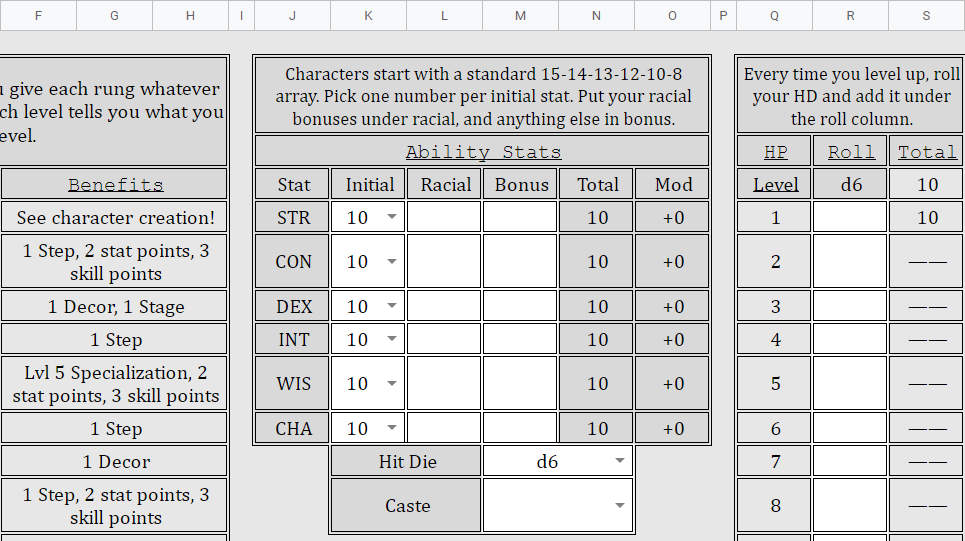 F G H I J K L M N O P Q R S
give each rung whatever
level tells you what you
Characters start with a standard 15-14-13-12-10-8
array. Pick one number per initial stat. Put your racial
bonuses under racial, and anything else in bonus.
Every time you level up, roll
your HD and add it under
the roll column.
Ability Stats
HP Roll Total
Benefits
Stat Initial Racial Bonus Total Mod
Level d6 10
See character creation!
STR 10 10 +0
1 10
1 Step, 2 stat points, 3
skill points
CON 10 10 +0
2 ——
1 Decor, 1 Stage
DEX 10 10 +0
3 ——
1 Step
INT 10 10 +0
4 ——
Lvl 5 Specialization, 2
stat points, 3 skill points
WIS 10 10 +0
5 ——
1 Step
CHA 10 10 +0
6 ——
1 Decor
Hit Die d6
7 ——
1 Step, 2 stat points, 3
skill points
Caste
8 ——